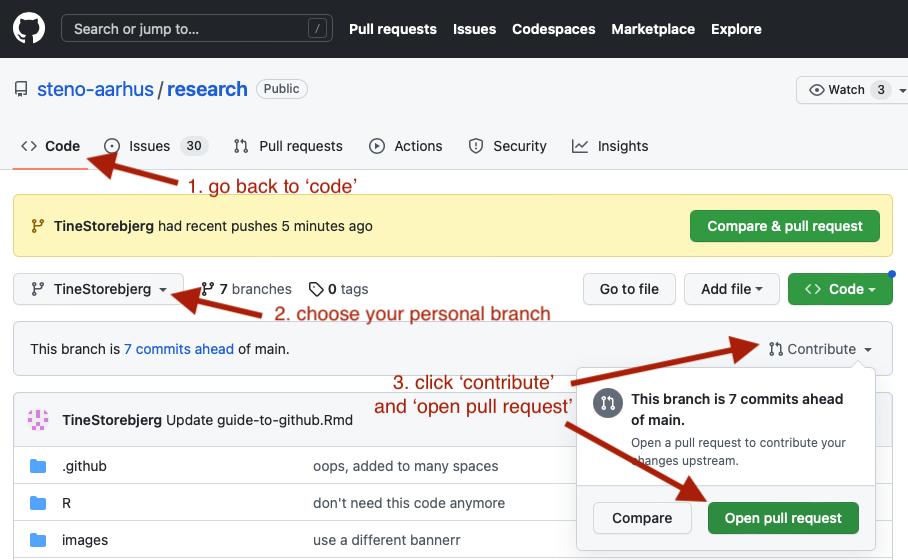 Search or jump to… /
Pull requests Issues Codespaces Marketplace Explore
steno-aarhus / research Public
Watch 3
Code Issues 30 Pull requests Actions Security Insights
1. go back to ‘code’
TineStorebjerg had recent pushes 5 minutes ago
Compare & pull request
TineStorebjerg 7 branches 0 tags
Go to file Add file Code
2. choose your personal branch
This branch is 7 commits ahead of main.
Contribute
3. click ‘contribute’
and ‘open pull request’
This branch is 7 commits ahead
of main.
Open a pull request to contribute your
changes upstream.
Compare Open pull request
TineStorebjerg Update guide-to-github.Rmd
.github oops, added to many spaces
R don't need this code anymore
images use a different bannerr